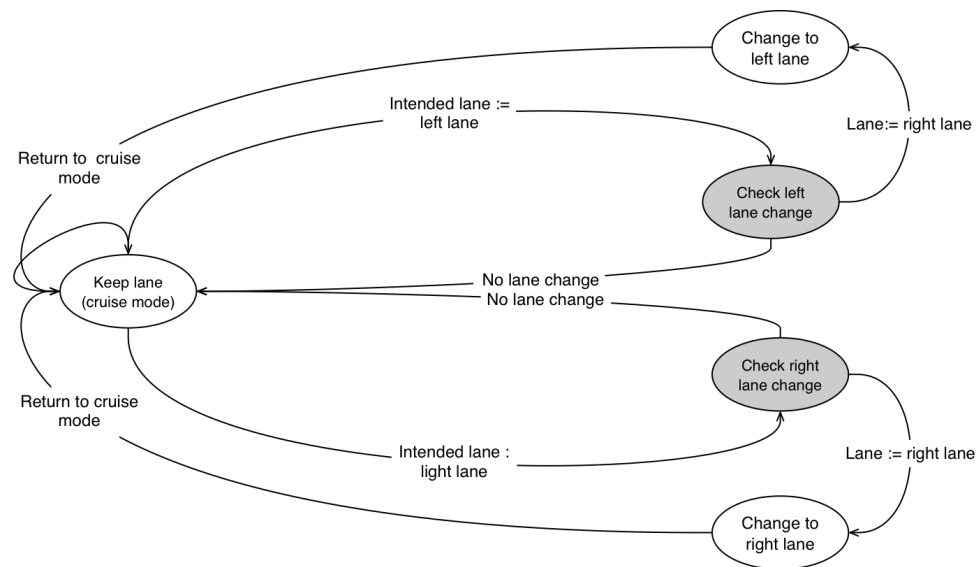 Change to
left lane
Intended lane :=
left lane
Lane:= right lane
Return to  cruise
mode
Check left
lane change
Keep lane
(cruise mode)
No lane change
No lane change
Check right
lane change
Return to cruise
mode
Intended lane :
light lane
Lane := right lane
Change to
right lane